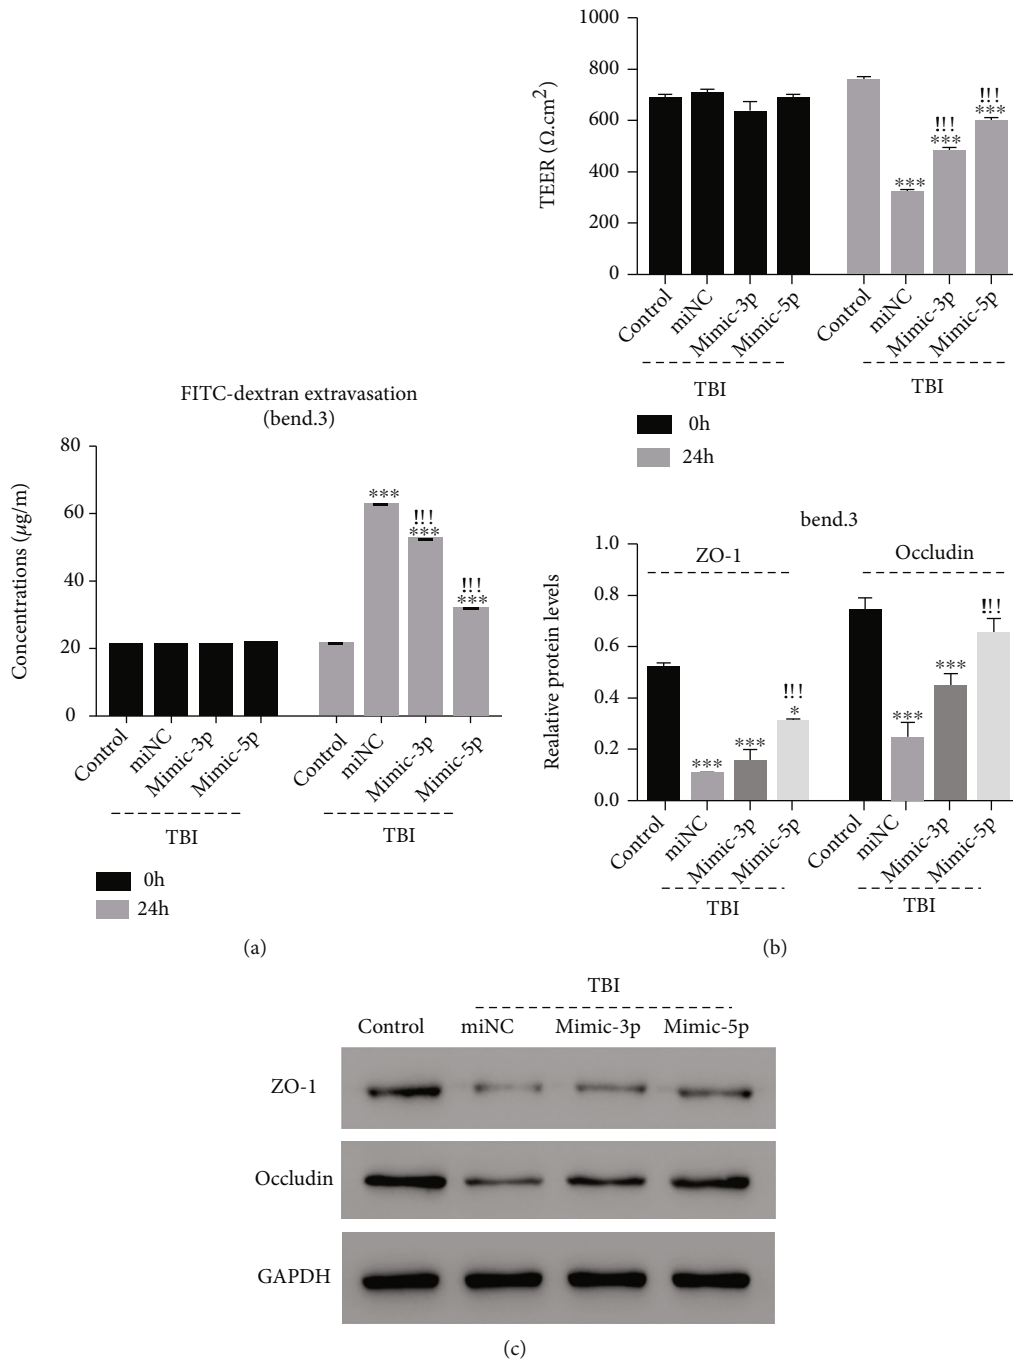 1000
800
600
400
200
0
TEER (Ω.cm²)
***
!!!
***
!!!
***
Control
miNC
Mimic-3p
Mimic-5p
Control
miNC
Mimic-3p
Mimic-5p
TBI
TBI
0h
24h
FITC-dextran extravasation
(bend.3)
80
60
40
20
0
Concentrations (μg/m)
***
!!!
***
!!!
***
Control
miNC
Mimic-3p
Mimic-5p
Control
miNC
Mimic-3p
Mimic-5p
TBI
TBI
0h
24h
(a)
bend.3
ZO-1
Occludin
1.0
0.8
0.6
0.4
0.2
0.0
Realative protein levels
***
***
!!!
*
***
***
!!!
Control
miNC
Mimic-3p
Mimic-5p
Control
miNC
Mimic-3p
Mimic-5p
TBI
TBI
(b)
TBI
Control miNC Mimic-3p Mimic-5p
ZO-1
Occludin
GAPDH
(c)